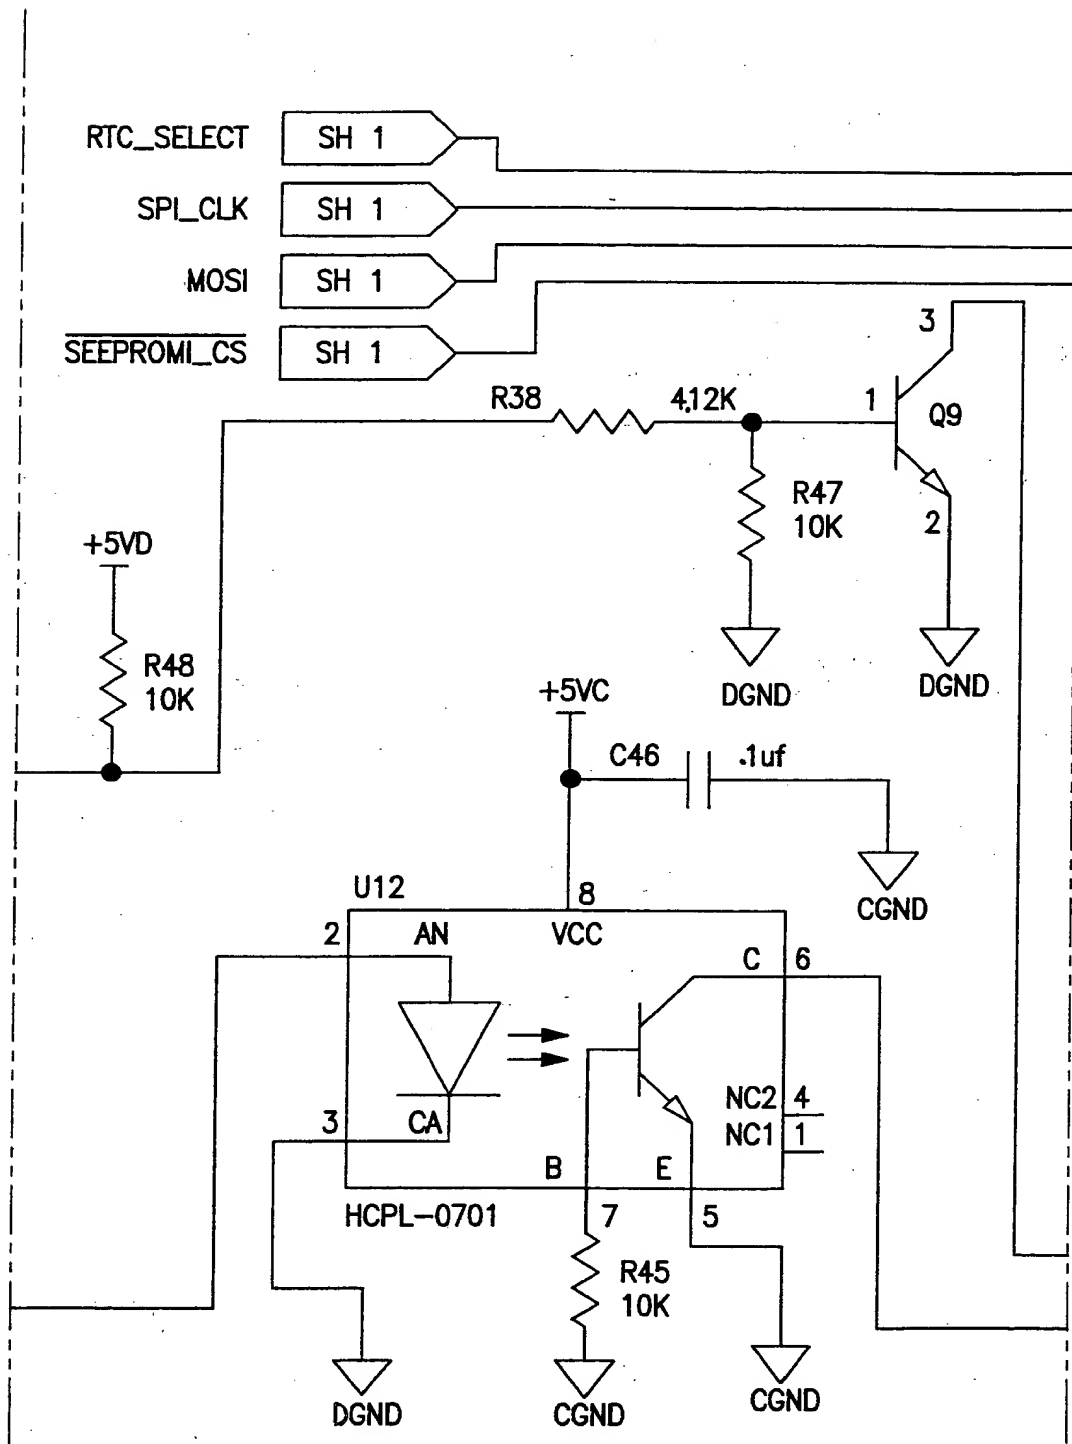 RTC_SELECT SH 1
SPI_CLK SH 1
MOSI SH 1
SEEPROMI_CS SH 1
3
R38 4.12K 1 Q9
R47
10K
2
+5VD
R48
10K
DGND DGND
+5VC
C46 .1uf
CGND
U12 8
2 AN VCC
C 6
NC2 4
3 CA NC1 1
B E
HCPL-0701 7 5
R45
10K
DGND CGND CGND